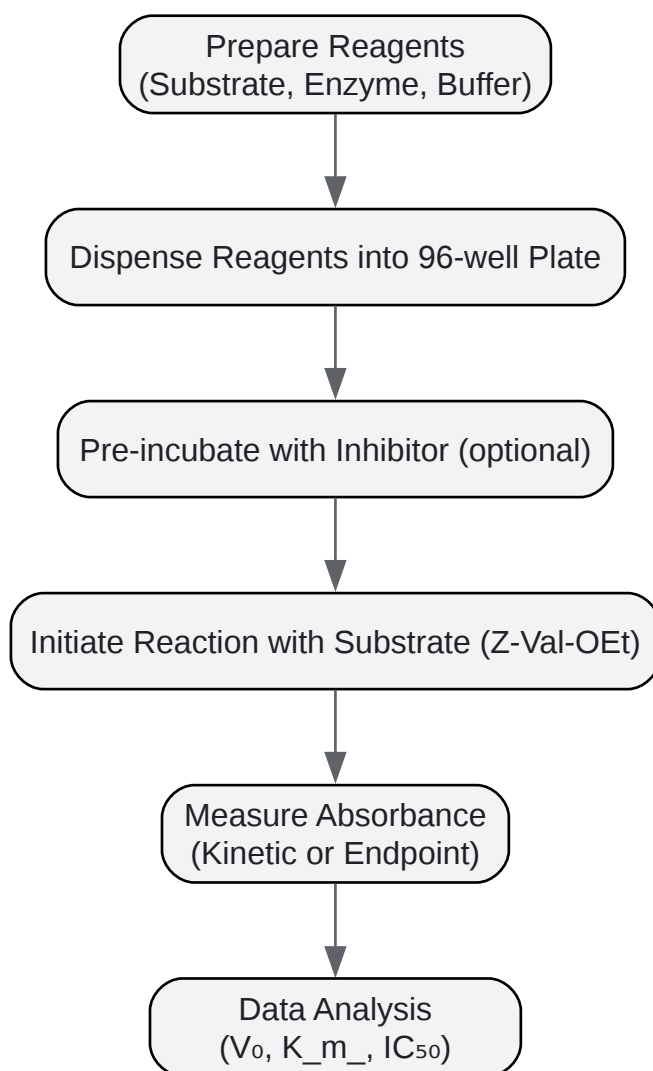 Prepare Reagents
(Substrate, Enzyme, Buffer)
Dispense Reagents into 96-well Plate
Pre-incubate with Inhibitor (optional)
Initiate Reaction with Substrate (Z-Val-OEt)
Measure Absorbance
(Kinetic or Endpoint)
Data Analysis
(V₀, K_m_, IC₅₀)